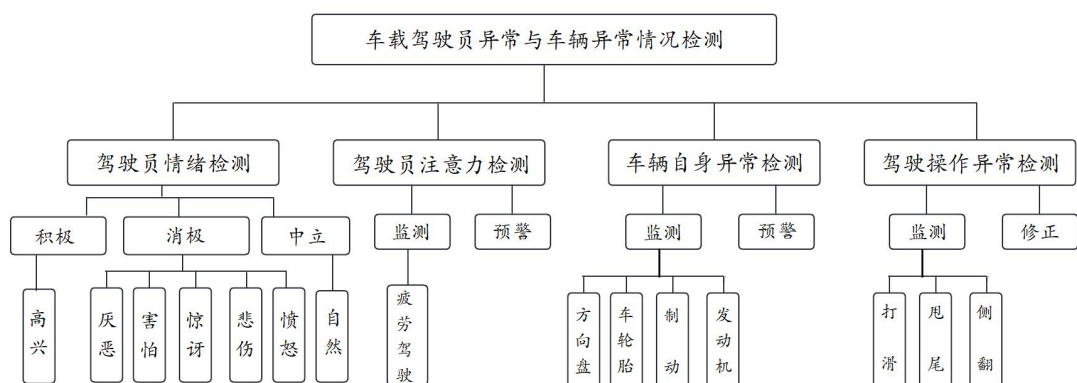 车载驾驶员异常与车辆异常情况检测
驾驶员情绪检测
驾驶员注意力检测
车辆自身异常检测
驾驶操作异常检测
积极
消极
中立
监测
预警
监测
预警
监测
修正
高兴
厌恶
害怕
惊讶
悲伤
愤怒
自然
疲劳驾驶
方向盘
车轮胎
制动
发动机
打滑
甩尾
侧翻